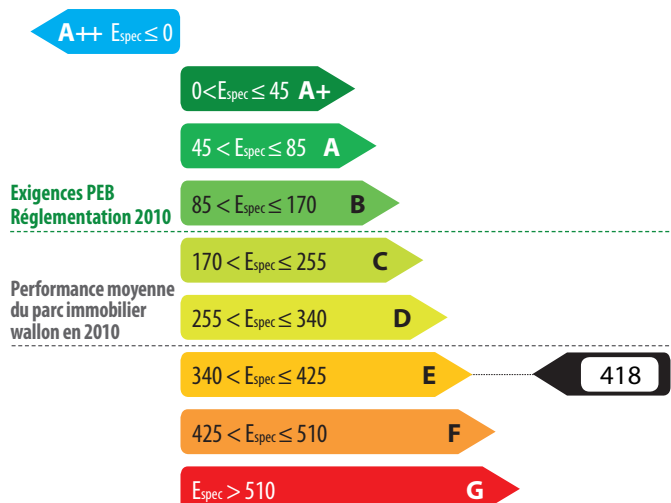 A++ Espec ≤ 0
0<Espec ≤ 45 A+
45 < Espec ≤ 85 A
Exigences PEB
Réglementation 2010
85 < Espec ≤ 170 B
170 < Espec ≤ 255 C
Performance moyenne
du parc immobilier
wallon en 2010
255 < Espec ≤ 340 D
340 < Espec ≤ 425 E
418
425 < Espec ≤ 510 F
Espec > 510 G